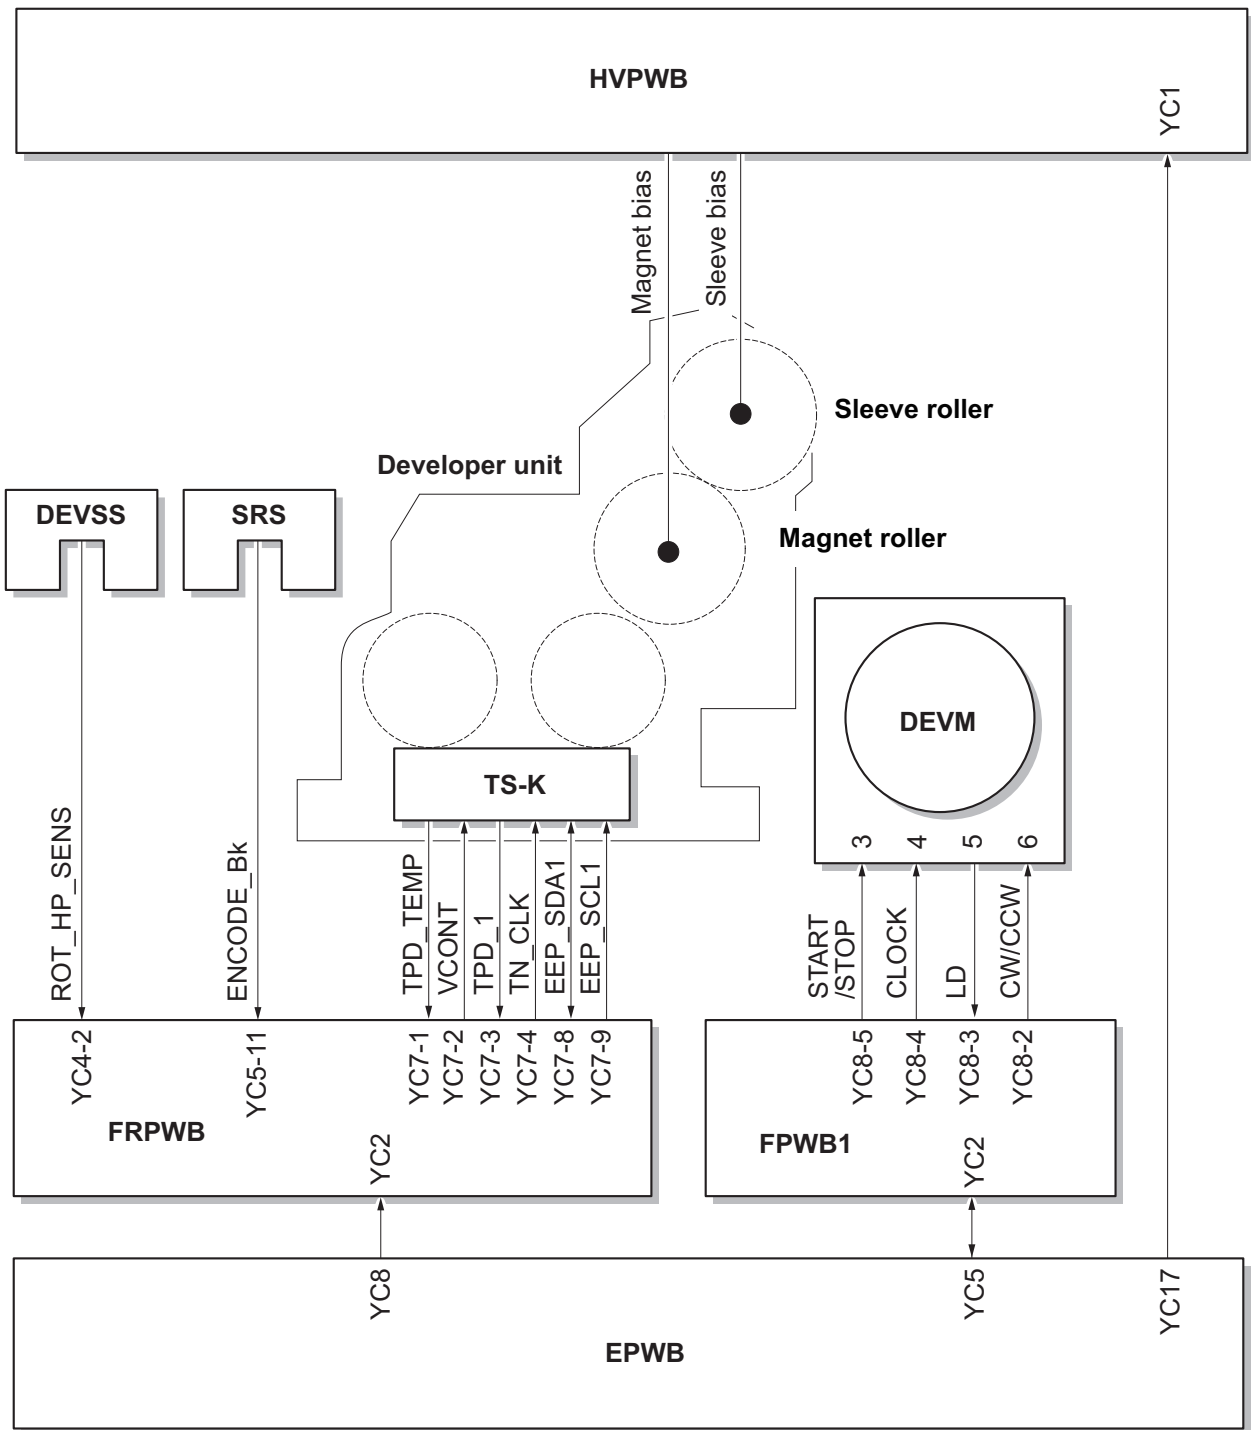 HVPWB
YC1
Magnet bias
Sleeve bias
Sleeve roller
Developer unit
DEVSS
SRS
Magnet roller
DEVM
TS-K
3
4
5
6
ROT_HP_SENS
ENCODE_Bk
TPD_TEMP
VCONT
TPD_1
TN_CLK
EEP_SDA1
EEP_SCL1
START
/STOP
CLOCK
LD
CW/CCW
YC4-2
YC5-11
YC7-1
YC7-2
YC7-3
YC7-4
YC7-8
YC7-9
YC8-5
YC8-4
YC8-3
YC8-2
FRPWB
YC2
FPWB1
YC2
YC8
YC5
YC17
EPWB